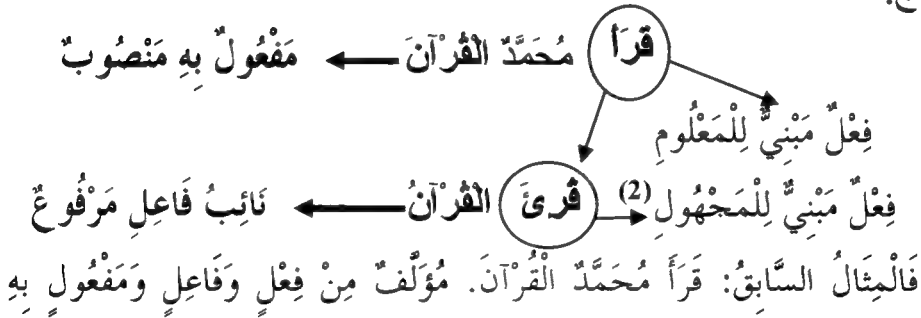 ع.
قرَأ مُحَمَّدٌ الْقُرْآنَ مَفْعُولٌ بِهِ مَنْصُوبٌ
فِعْلٌ مَبْنِيٌّ لِلْمَعْلُومِ
فِعْلٌ مَبْنِيٌّ لِلْمَجْهُولِ (2) قُرِئَ الْقُرْآنُ نَائِبُ فَاعِلٍ مَرْفُوعٌ
فَالْمِثَالُ السَّابِقُ: قَرَأَ مُحَمَّدٌ الْقُرْآنَ. مُؤَلَّفٌ مِنْ فِعْلٍ وَفَاعِلٍ وَمَفْعُولٍ بِهِ